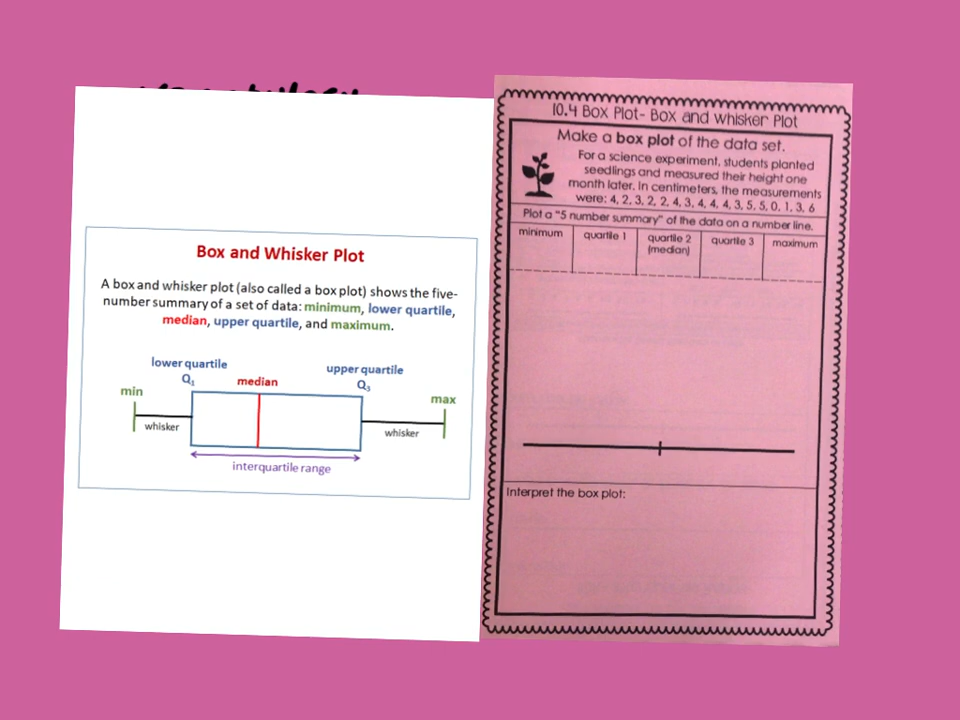 Box and Whisker Plot
A box and whisker plot (also called a box plot) shows the five-
number summary of a set of data: minimum, lower quartile,
median, upper quartile, and maximum.
lower quartile
Q₁
median
upper quartile
Q₃
min
max
whisker
whisker
interquartile range
10.4 Box Plot- Box and Whisker Plot
Make a box plot of the data set.
For a science experiment, students planted
seedlings and measured their height one
month later. In centimeters, the measurements
were: 4, 2, 3, 2, 2, 4, 3, 4, 4, 4, 3, 5, 5, 0, 1, 3, 6
Plot a "5 number summary" of the data on a number line.
minimum
quartile 1
quartile 2
(median)
quartile 3
maximum
Interpret the box plot: